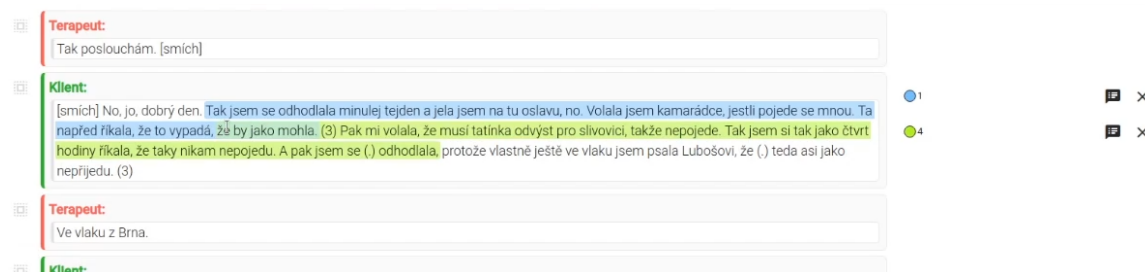 Terapeut:
Tak poslouchám. [smích]
Klient:
[smích] No, jo, dobrý den. Tak jsem se odhodlala minulej tejden a jela jsem na tu oslavu, no. Volala jsem kamarádce, jestli pojede se mnou. Ta
napřed říkala, že to vypadá, že by jako mohla. (3) Pak mi volala, že musí tatínka odvýst pro slivovici, takže nepojede. Tak jsem si tak jako čtvrt
hodiny říkala, že taky nikam nepojedu. A pak jsem se (.) odhodlala, protože vlastně ještě ve vlaku jsem psala Lubošovi, že (.) teda asi jako
nepřijedu. (3)
1
4
Terapeut:
Ve vlaku z Brna.
Klient: